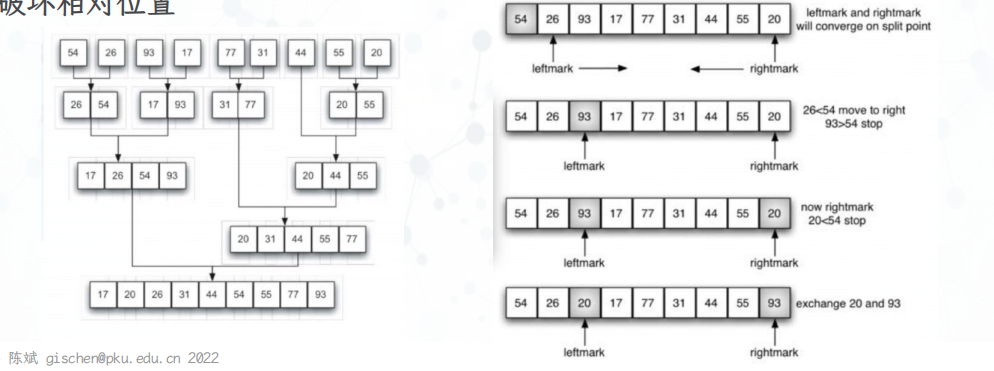 破坏相对位置
54 26 93 17 77 31 44 55 20
26 54 17 93 31 77 20 55
17 26 54 93 20 44 55
20 31 44 55 77
17 20 26 31 44 54 55 77 93
陈斌 gischen@pku.edu.cn 2022
54 26 93 17 77 31 44 55 20
leftmark and rightmark
will converge on split point
leftmark rightmark
54 26 93 17 77 31 44 55 20
26<54 move to right
93>54 stop
leftmark rightmark
54 26 93 17 77 31 44 55 20
now rightmark
20<54 stop
leftmark rightmark
54 26 20 17 77 31 44 55 93
exchange 20 and 93
leftmark rightmark